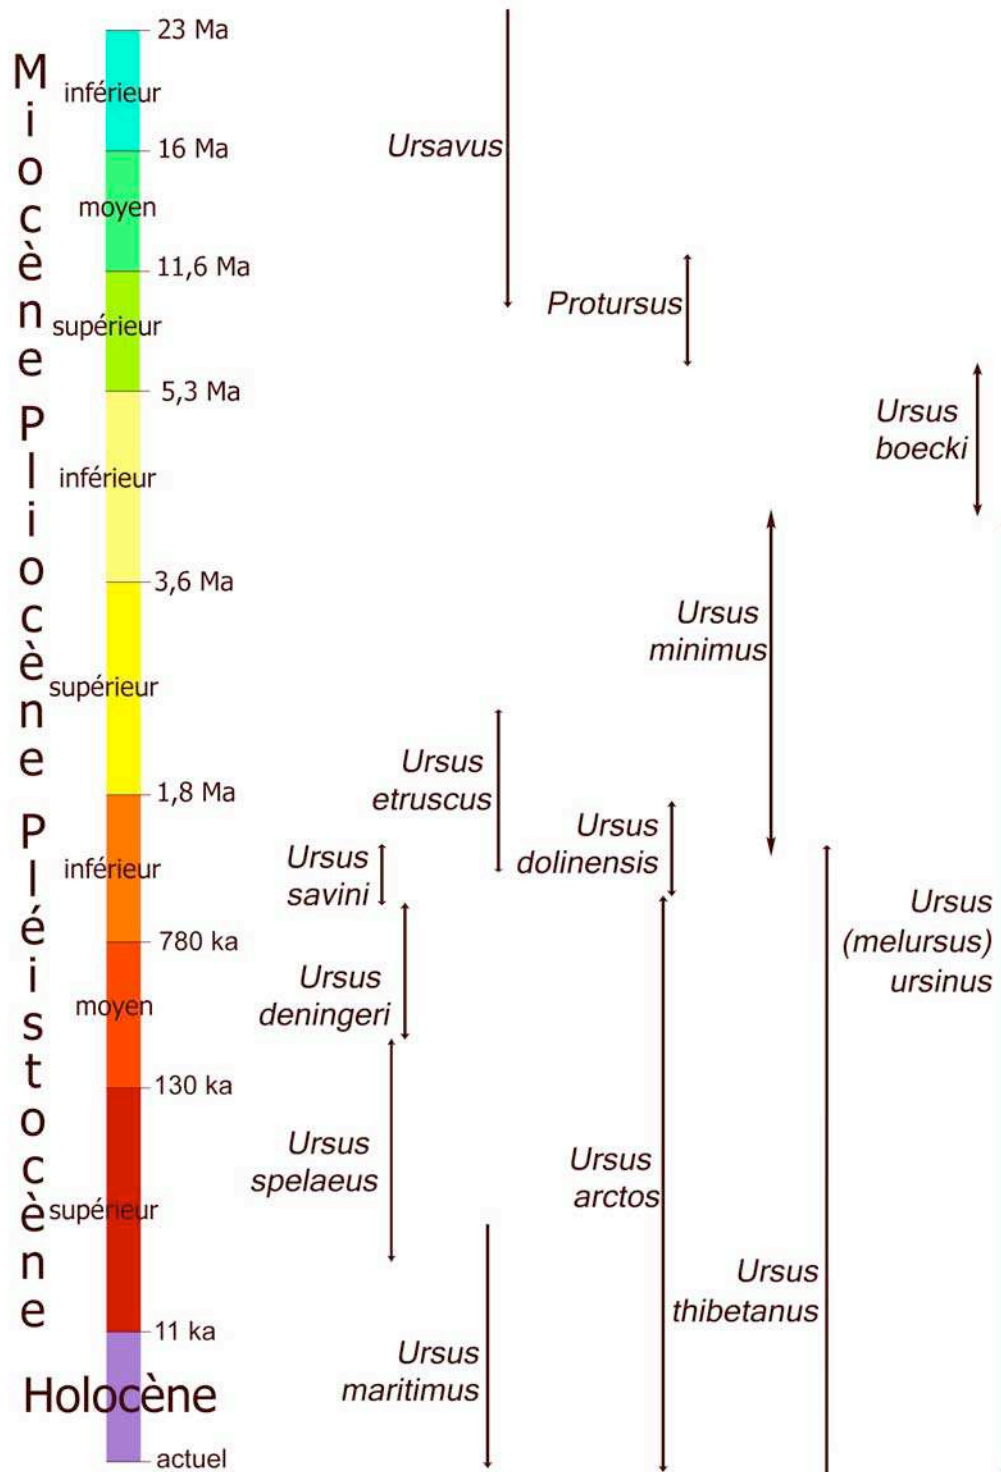 Miocène
Pliocène
Pléistocène
Holocène
23 Ma
inférieur
16 Ma
moyen
11,6 Ma
supérieur
5,3 Ma
inférieur
3,6 Ma
supérieur
1,8 Ma
inférieur
780 ka
moyen
130 ka
supérieur
11 ka
actuel
Ursavus
Protursus
Ursus
boecki
Ursus
minimus
Ursus
etruscus
Ursus
dolinensis
Ursus
savini
Ursus
(melursus)
ursinus
Ursus
deningeri
Ursus
spelaeus
Ursus
arctos
Ursus
thibetanus
Ursus
maritimus